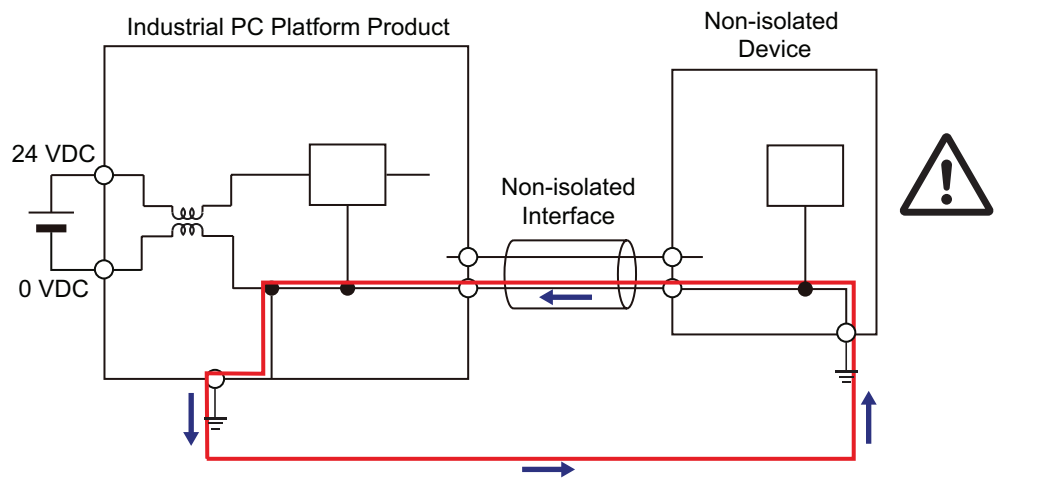 Industrial PC Platform Product
Non-isolated
Device
24 VDC
Non-isolated
Interface
0 VDC